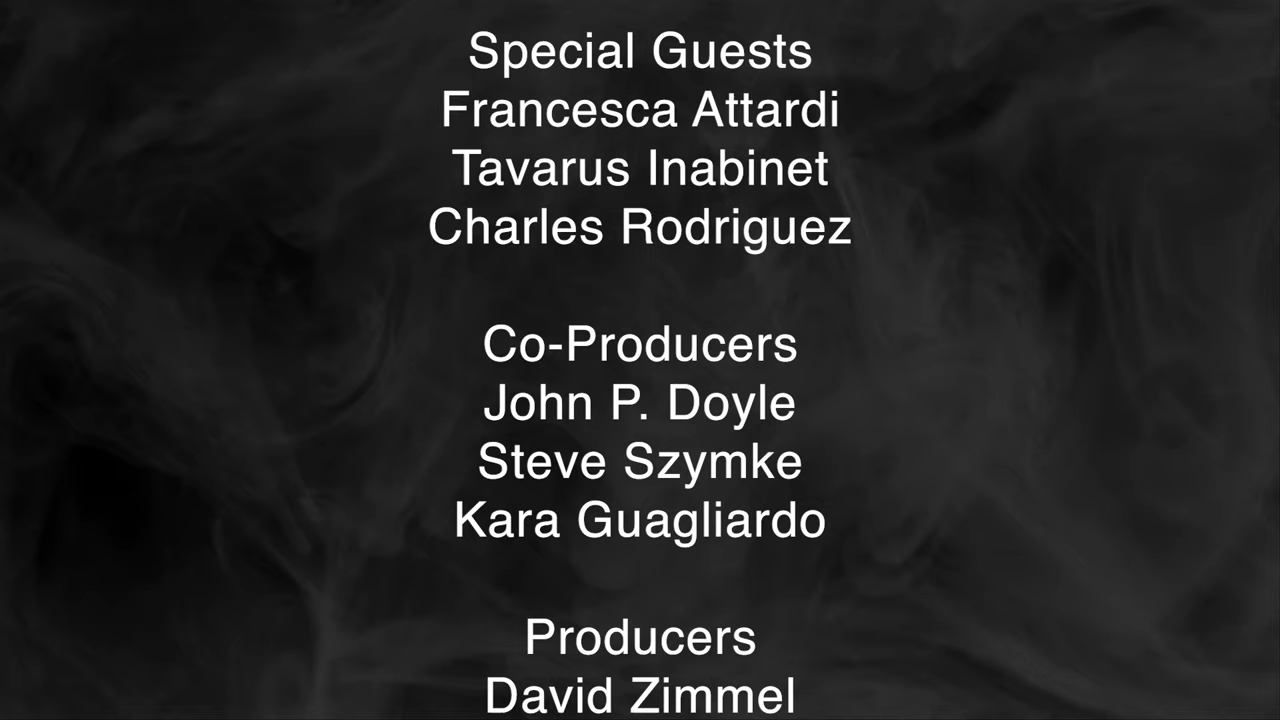 Special Guests
Francesca Attardi
Tavarus Inabinet
Charles Rodriguez
Co-Producers
John P. Doyle
Steve Szymke
Kara Guagliardo
Producers
David Zimmel